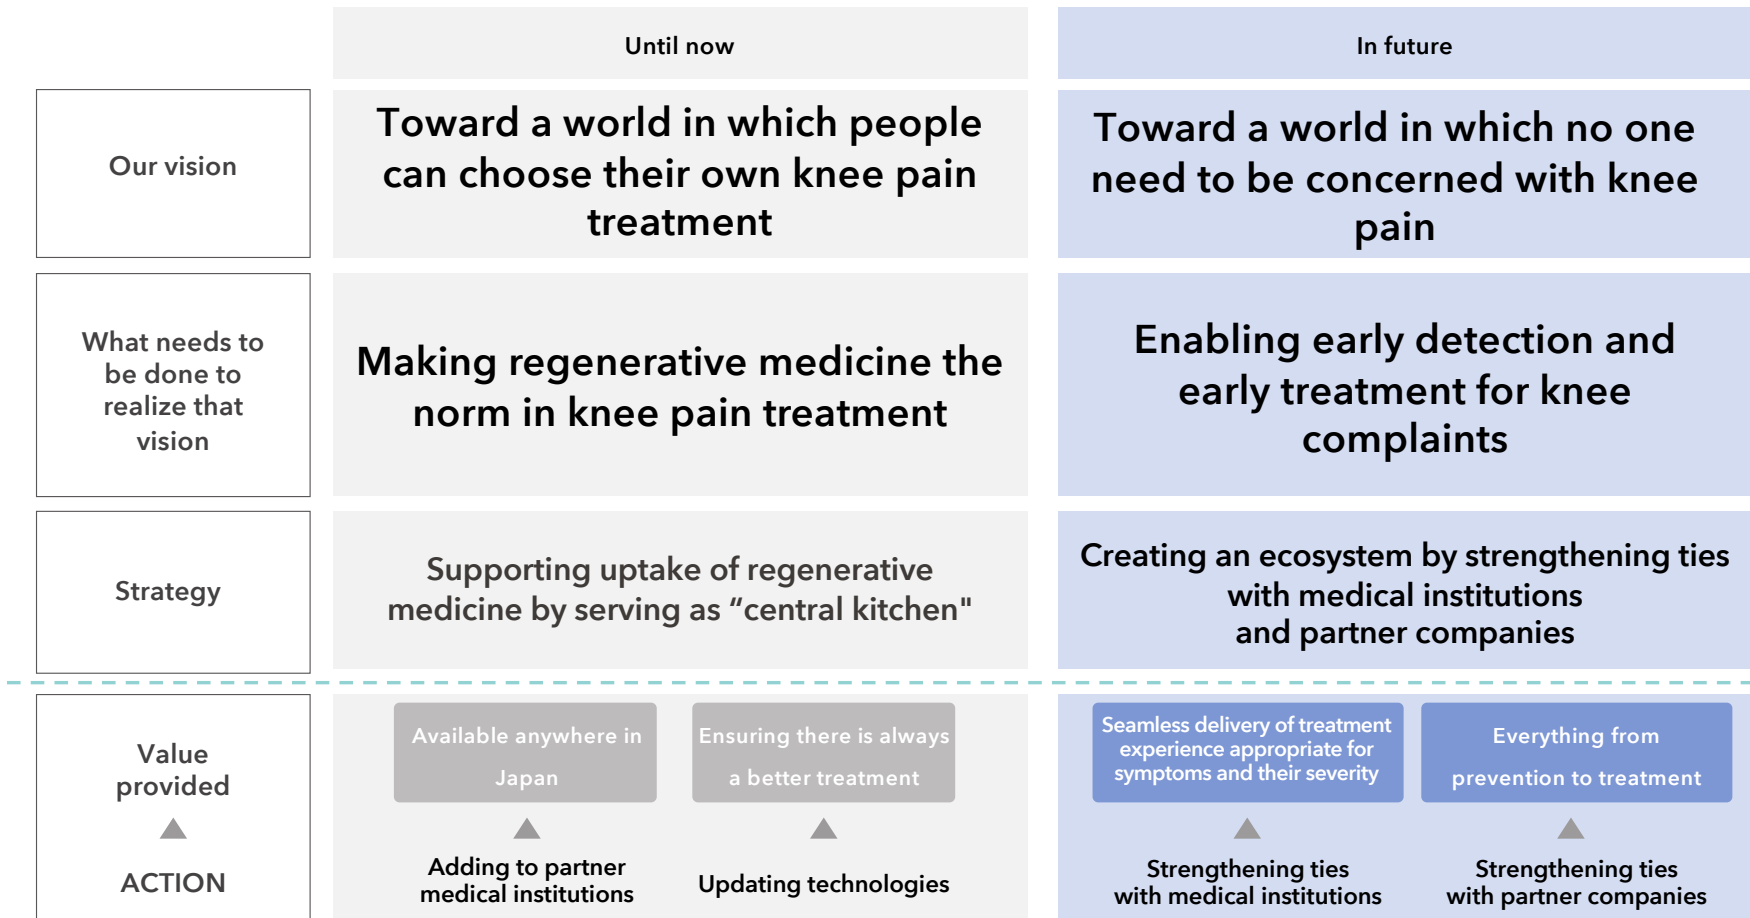 Until now
In future
Our vision
Toward a world in which people
can choose their own knee pain
treatment
Toward a world in which no one
need to be concerned with knee
pain
What needs to
be done to
realize that
vision
Making regenerative medicine the
norm in knee pain treatment
Enabling early detection and
early treatment for knee
complaints
Strategy
Supporting uptake of regenerative
medicine by serving as “central kitchen"
Creating an ecosystem by strengthening ties
with medical institutions
and partner companies
Value
provided
ACTION
Available anywhere in
Japan
Adding to partner
medical institutions
Ensuring there is always
a better treatment
Updating technologies
Seamless delivery of treatment
experience appropriate for
symptoms and their severity
Strengthening ties
with medical institutions
Everything from
prevention to treatment
Strengthening ties
with partner companies